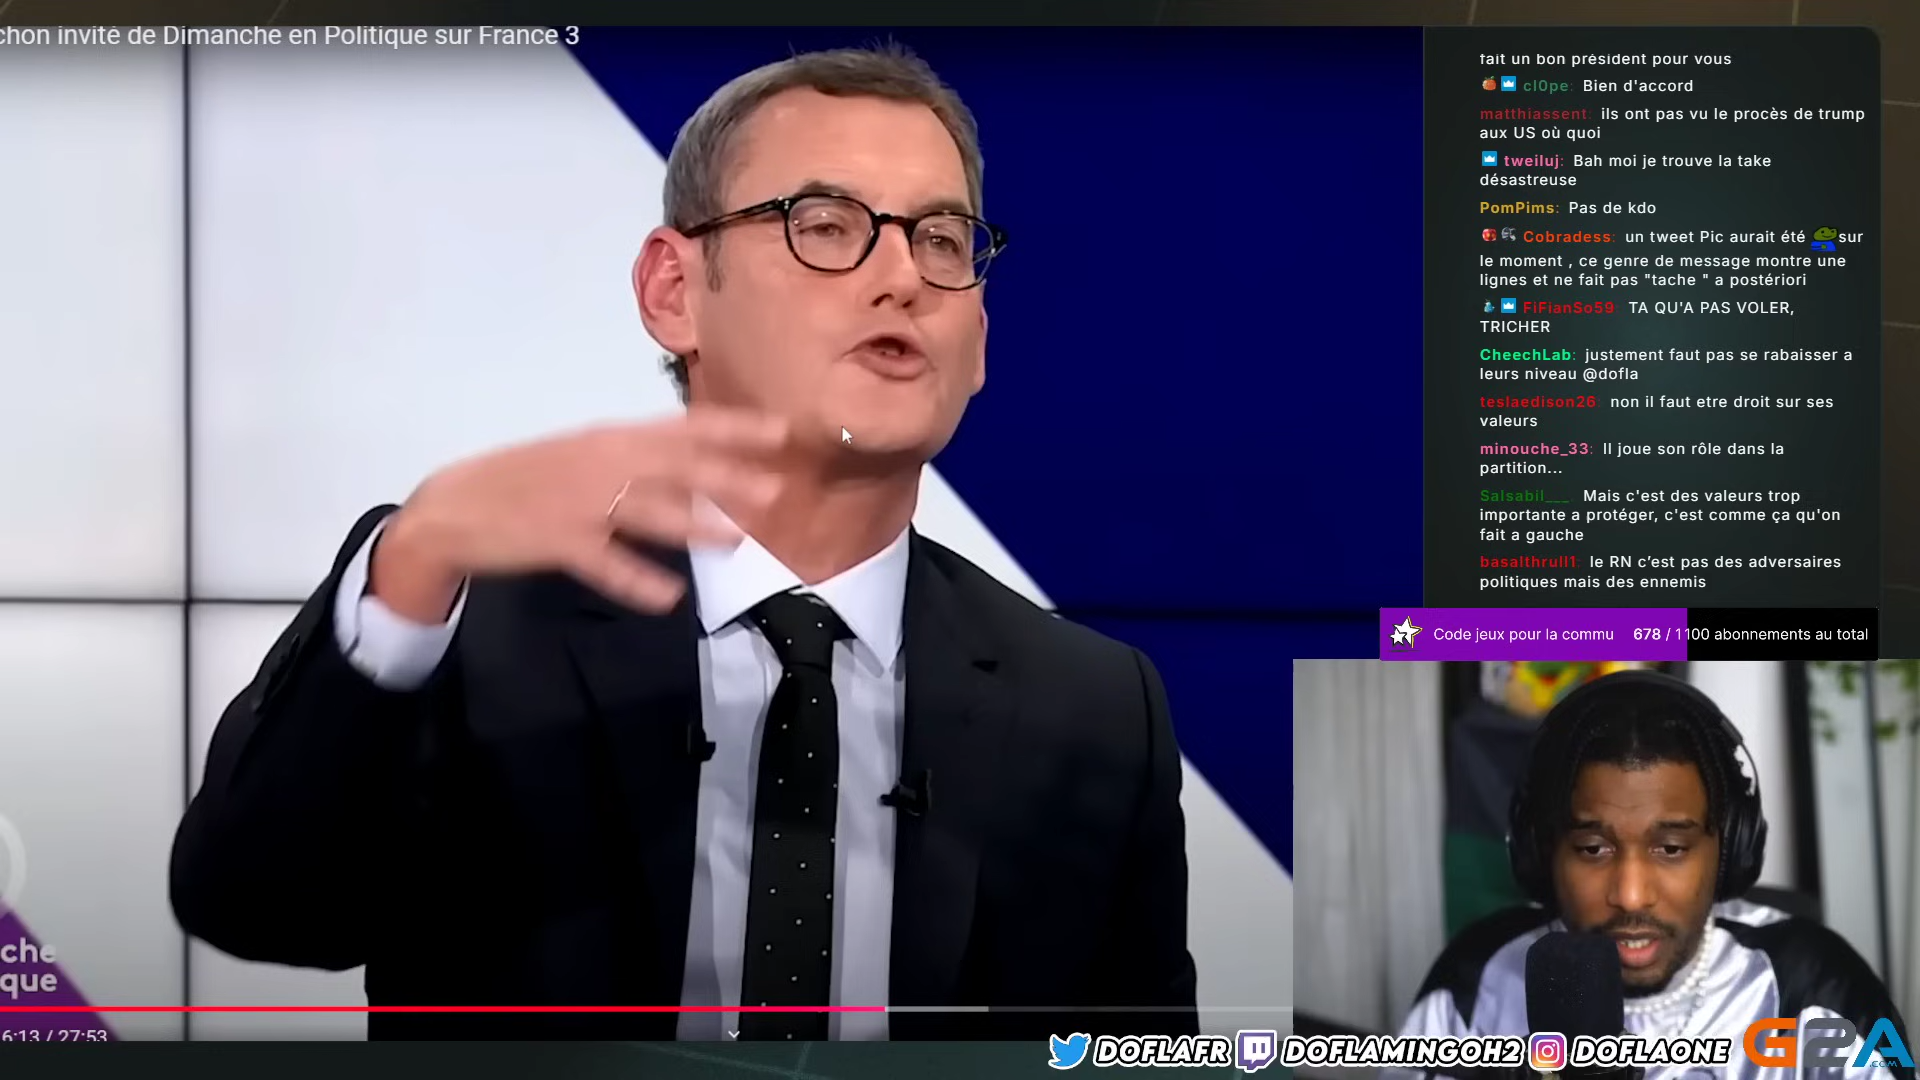 chon invité de Dimanche en Politique sur France 3
fait un bon président pour vous
cl0pe: Bien d'accord
matthiassent: ils ont pas vu le procès de trump
aux US où quoi
tweiluj: Bah moi je trouve la take
désastreuse
PomPims: Pas de kdo
Cobradess: un tweet Pic aurait été sur
le moment , ce genre de message montre une
lignes et ne fait pas "tache " a postériori
FiFianSo59: TA QU'A PAS VOLER,
TRICHER
CheechLab: justement faut pas se rabaisser a
leurs niveau @dofla
teslaedison26: non il faut etre droit sur ses
valeurs
minouche_33: Il joue son rôle dans la
partition...
Salsabil___ Mais c'est des valeurs trop
importante a protéger, c'est comme ça qu'on
fait a gauche
basalthrull1: le RN c’est pas des adversaires
politiques mais des ennemis
Code jeux pour la commu 678 / 1100 abonnements au total
che
que
6:13 / 27:53
DOFLAFR DOFLAMINGOH2 DOFLAONE G2A
.COM